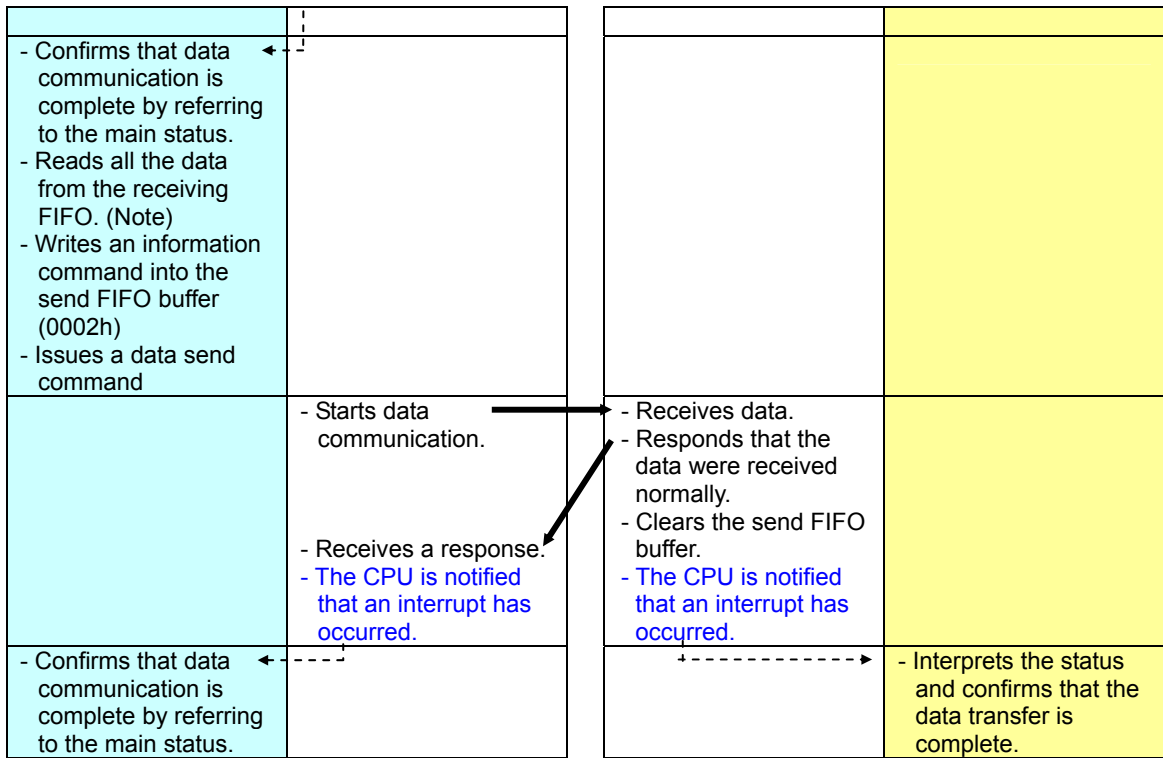 - Confirms that data
communication is
complete by referring
to the main status.
- Reads all the data
from the receiving
FIFO. (Note)
- Writes an information
command into the
send FIFO buffer
(0002h)
- Issues a data send
command
- Starts data
communication.
- Receives a response.
- The CPU is notified
that an interrupt has
occurred.
- Receives data.
- Responds that the
data were received
normally.
- Clears the send FIFO
buffer.
- The CPU is notified
that an interrupt has
occurred.
- Confirms that data
communication is
complete by referring
to the main status.
- Interprets the status
and confirms that the
data transfer is
complete.